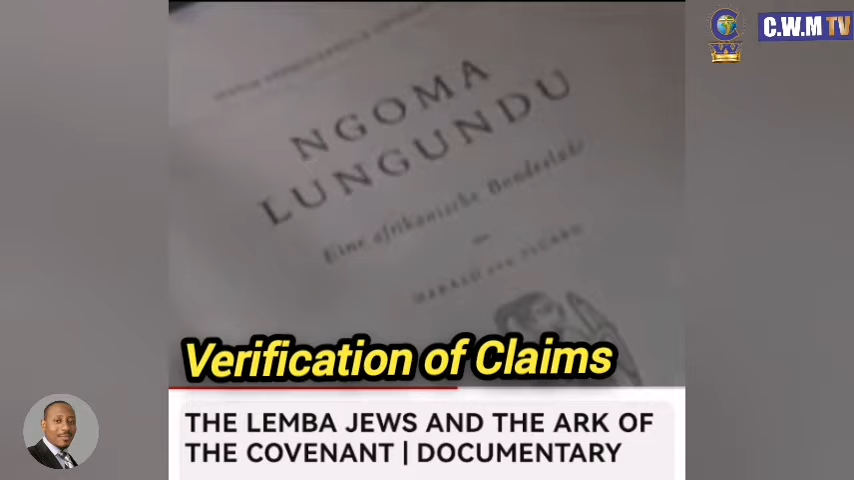 C.W.M TV
NGOMA
LUNGUNDU
Eine afrikanische Bundeslade
Verification of Claims
THE LEMBA JEWS AND THE ARK OF
THE COVENANT | DOCUMENTARY